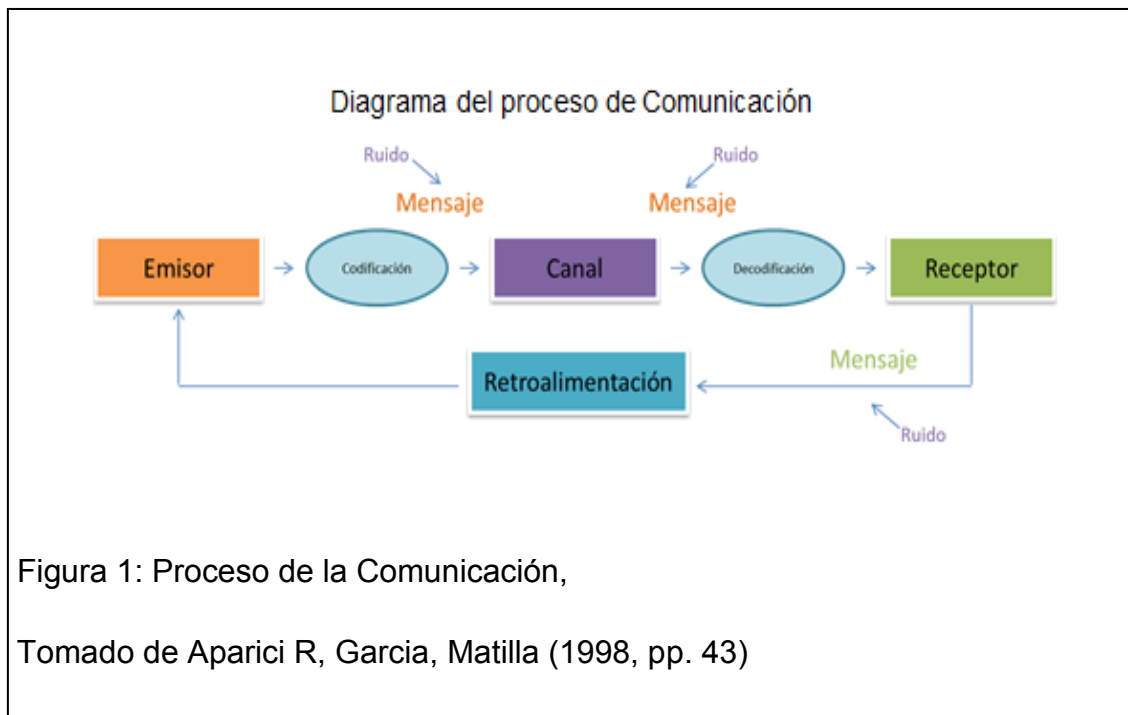 Diagrama del proceso de Comunicación
Ruido Ruido
Mensaje Mensaje
Emisor Codificación Canal Decodificación Receptor
Mensaje
Retroalimentación
Ruido
Figura 1: Proceso de la Comunicación,
Tomado de Aparici R, Garcia, Matilla (1998, pp. 43)